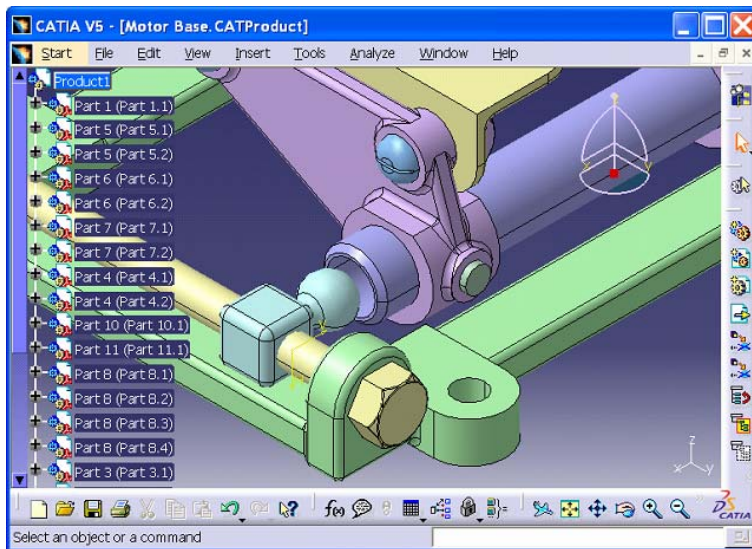 CATIA V5 - [Motor Base.CATProduct]
Start File Edit View Insert Tools Analyze Window Help
Product1
Part 1 (Part 1.1)
Part 5 (Part 5.1)
Part 5 (Part 5.2)
Part 6 (Part 6.1)
Part 6 (Part 6.2)
Part 7 (Part 7.1)
Part 7 (Part 7.2)
Part 4 (Part 4.1)
Part 4 (Part 4.2)
Part 10 (Part 10.1)
Part 11 (Part 11.1)
Part 8 (Part 8.1)
Part 8 (Part 8.2)
Part 8 (Part 8.3)
Part 8 (Part 8.4)
Part 3 (Part 3.1)
z
x y
f(x)
CATIA
Select an object or a command